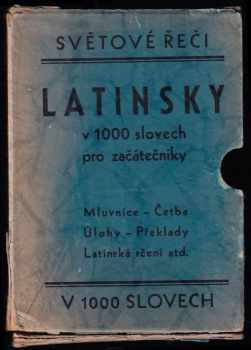 SVĚTOVÉ ŘEČI
LATINSKY
v 1000 slovech
pro začátečníky
Mluvnice – Četba
Úlohy – Překlady
Latinská rčení atd.
V 1000 SLOVECH